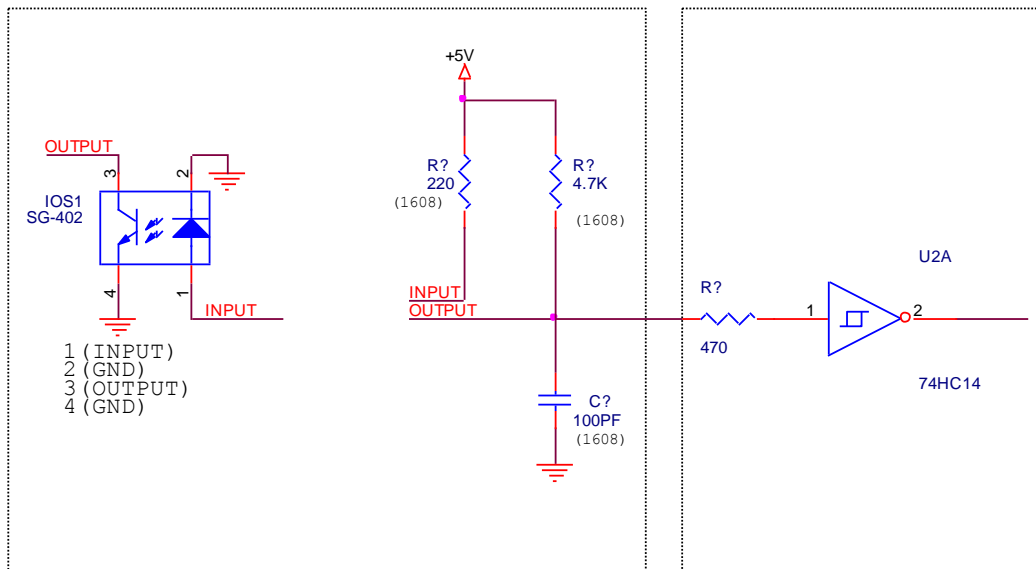 +5V
OUTPUT
3
2
IOS1
SG-402
4
1
INPUT
1(INPUT)
2(GND)
3(OUTPUT)
4(GND)
R?
220
(1608)
R?
4.7K
(1608)
INPUT
OUTPUT
C?
100PF
(1608)
R?
470
1
2
U2A
74HC14